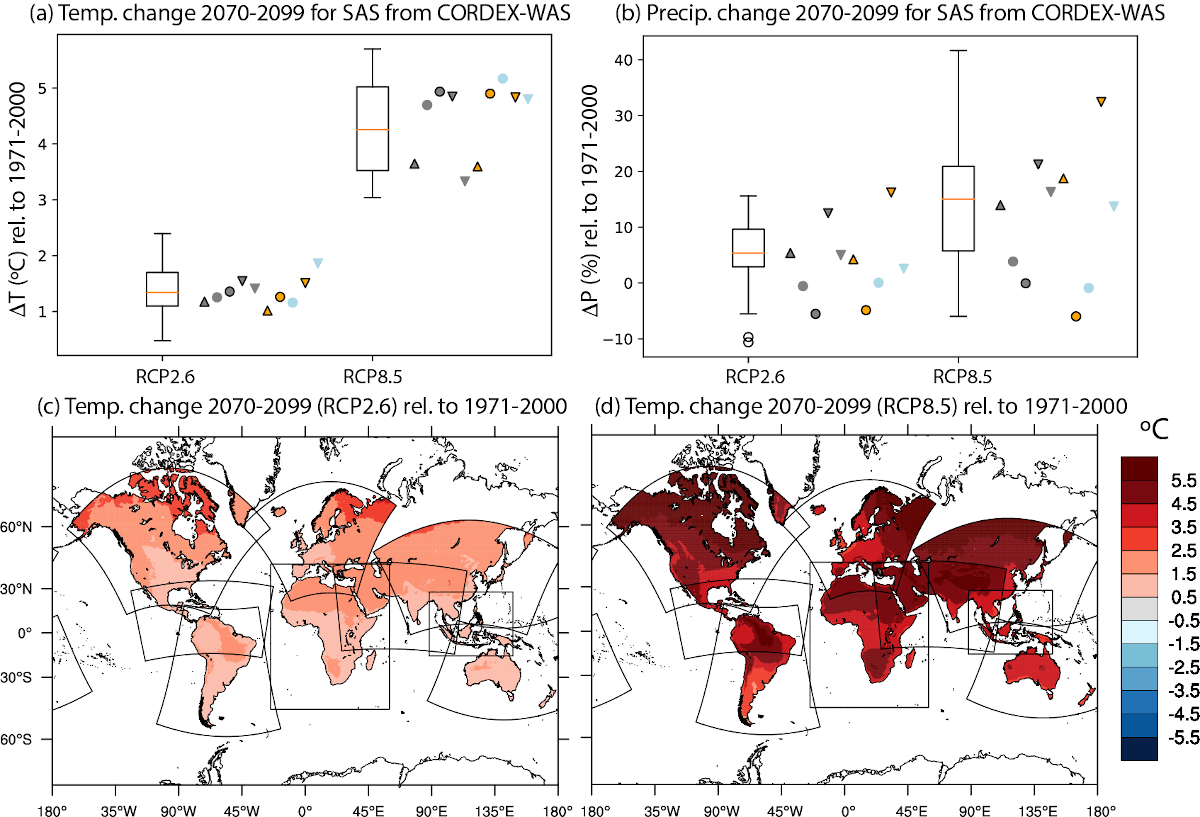 (a) Temp. change 2070-2099 for SAS from CORDEX-WAS
(b) Precip. change 2070-2099 for SAS from CORDEX-WAS
ΔT (ºC) rel. to 1971-2000
5
4
3
2
1
RCP2.6
RCP8.5
ΔP (%) rel. to 1971-2000
40
30
20
10
0
−10
RCP2.6
RCP8.5
(c) Temp. change 2070-2099 (RCP2.6) rel. to 1971-2000
(d) Temp. change 2070-2099 (RCP8.5) rel. to 1971-2000
60°N
30°N
0°
30°S
60°S
180° 135°W 90°W 45°W 0° 45°E 90°E 135°E 180°
180° 35°W 90°W 45°W 0° 45°E 90°E 135°E 180°
ºC
5.5
4.5
3.5
2.5
1.5
0.5
-0.5
-1.5
-2.5
-3.5
-4.5
-5.5